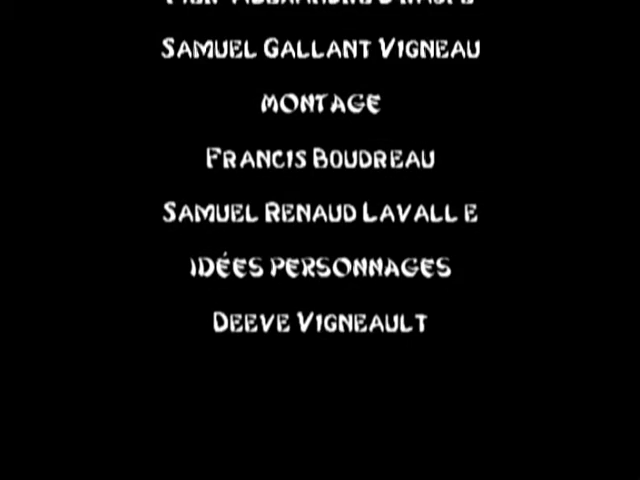 Samuel Gallant Vigneau
montage
Francis Boudreau
Samuel Renaud Lavall e
idées personnages
Deeve Vigneault